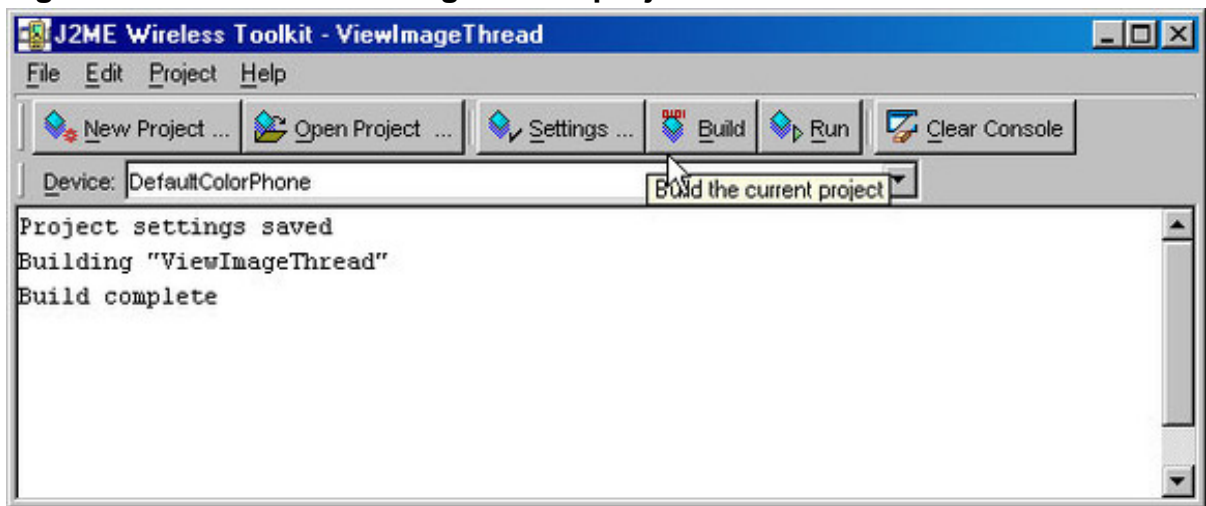 J2ME Wireless Toolkit - ViewImageThread
File Edit Project Help
New Project ... Open Project ... Settings ... Build Run Clear Console
Device: DefaultColorPhone
Build the current project
Project settings saved
Building "ViewImageThread"
Build complete